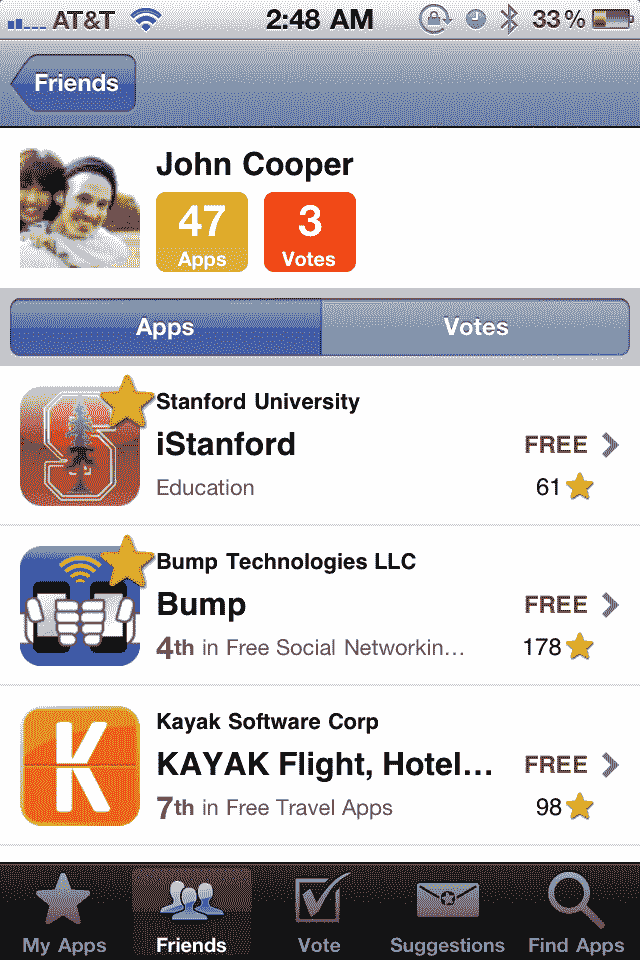 AT&T 2:48 AM 33%
Friends
John Cooper
47 3
Apps Votes
Apps Votes
Stanford University
iStanford FREE
Education 61
Bump Technologies LLC
Bump FREE
4th in Free Social Networkin… 178
K
Kayak Software Corp
KAYAK Flight, Hotel… FREE
7th in Free Travel Apps 98
My Apps Friends Vote Suggestions Find Apps